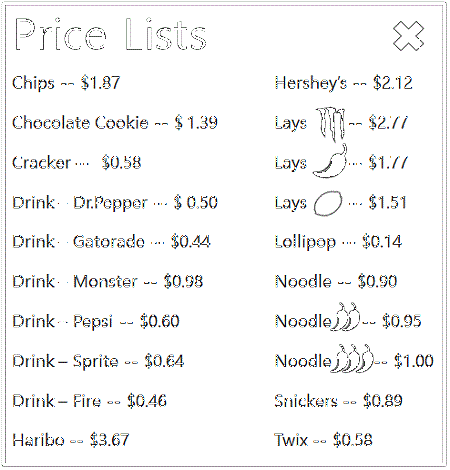 Price Lists
Chips -- $1.87
Chocolate Cookie -- $ 1.39
Cracker --- $0.58
Drink - Dr.Pepper --- $ 0.50
Drink - Gatorade --- $0.44
Drink - Monster -- $0.98
Drink - Pepsi -- $0.60
Drink – Sprite -- $0.64
Drink – Fire -- $0.46
Haribo -- $3.67
Hershey's -- $2.12
Lays -- $2.77
Lays --- $1.77
Lays --- $1.51
Lollipop --- $0.14
Noodle -- $0.90
Noodle -- $0.95
Noodle -- $1.00
Snickers -- $0.89
Twix -- $0.58